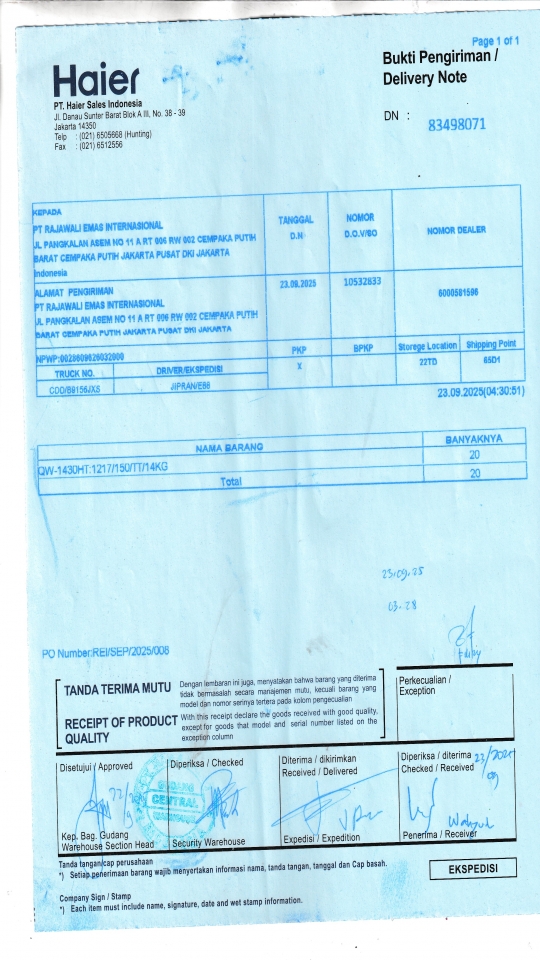 Page 1 of 1
Haier
Bukti Pengiriman /
Delivery Note
PT. Haier Sales Indonesia
Jl. Danau Sunter Barat Blok A III, No. 38 - 39
Jakarta 14350
Telp : (021) 6505668 (Hunting)
Fax : (021) 6512556
DN : 83498071
KEPADA
PT RAJAWALI EMAS INTERNASIONAL
JL PANGKALAN ASEM NO 11 A RT 006 RW 002 CEMPAKA PUTIH
BARAT CEMPAKA PUTIH JAKARTA PUSAT DKI JAKARTA
Indonesia
TANGGAL
D.N
NOMOR
D.O.V/SO
NOMOR DEALER
ALAMAT PENGIRIMAN
PT RAJAWALI EMAS INTERNASIONAL
JL PANGKALAN ASEM NO 11 A RT 006 RW 002 CEMPAKA PUTIH
BARAT CEMPAKA PUTIH JAKARTA PUSAT DKI JAKARTA
23.09.2025
10532833
6000581596
NPWP:0028609826032000
PKP
BPKP
Storege Location
Shipping Point
TRUCK NO.
DRIVER/EKSPEDISI
X
22TD
65D1
COD/B9156JXS
JIPRAN/EBS
23.09.2025(04:30:51)
NAMA BARANG
BANYAKNYA
QW-1430HT:1217/150/TT/14KG
20
Total
20
23.09.25
03.28
PO Number:REI/SEP/2025/008
TANDA TERIMA MUTU
Dengan lembaran ini juga, menyatakan bahwa barang yang diterima
tidak bermasalah secara manajemen mutu, kecuali barang yang
model dan nomor serinya tertera pada kolom pengecualian
RECEIPT OF PRODUCT
QUALITY
With this receipt declare the goods received with good quality,
except for goods that model and serial number listed on the
exception column
Perkecualian /
Exception
Disetujui / Approved
Diperiksa / Checked
Diterima / dikirimkan
Received / Delivered
Diperiksa / diterima
Checked / Received
23/2025
09
GUDANG
CENTRAL
Kep. Bag. Gudang
Warehouse Section Head
Security Warehouse
Expedisi / Expedition
Penerima / Receiver
Tanda tangan/cap perusahaan
*) Setiap penerimaan barang wajib menyertakan informasi nama, tanda tangan, tanggal dan Cap basah.
EKSPEDISI
Company Sign / Stamp
*) Each item must include name, signature, date and wet stamp information.